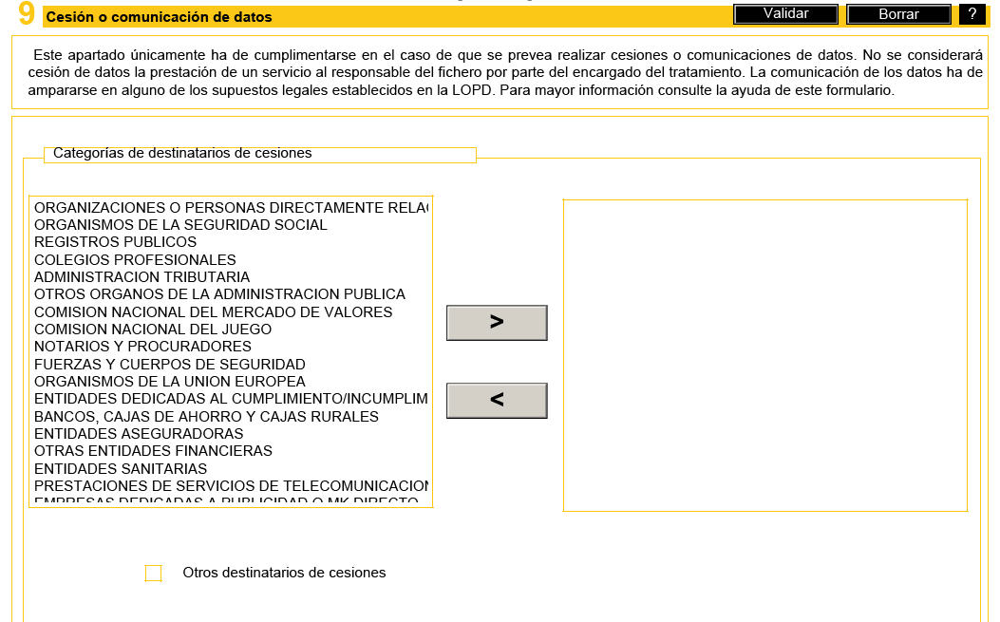 9 Cesión o comunicación de datos Validar Borrar ?
Este apartado únicamente ha de cumplimentarse en el caso de que se prevea realizar cesiones o comunicaciones de datos. No se considerará
cesión de datos la prestación de un servicio al responsable del fichero por parte del encargado del tratamiento. La comunicación de los datos ha de
ampararse en alguno de los supuestos legales establecidos en la LOPD. Para mayor información consulte la ayuda de este formulario.
Categorías de destinatarios de cesiones
ORGANIZACIONES O PERSONAS DIRECTAMENTE RELA
ORGANISMOS DE LA SEGURIDAD SOCIAL
REGISTROS PUBLICOS
COLEGIOS PROFESIONALES
ADMINISTRACION TRIBUTARIA
OTROS ORGANOS DE LA ADMINISTRACION PUBLICA
COMISION NACIONAL DEL MERCADO DE VALORES
COMISION NACIONAL DEL JUEGO
NOTARIOS Y PROCURADORES
FUERZAS Y CUERPOS DE SEGURIDAD
ORGANISMOS DE LA UNION EUROPEA
ENTIDADES DEDICADAS AL CUMPLIMIENTO/INCUMPLIM
BANCOS, CAJAS DE AHORRO Y CAJAS RURALES
ENTIDADES ASEGURADORAS
OTRAS ENTIDADES FINANCIERAS
ENTIDADES SANITARIAS
PRESTACIONES DE SERVICIOS DE TELECOMUNICACION
EMPRESAS DEDICADAS A PUBLICIDAD O MK DIRECTO
>
<
Otros destinatarios de cesiones